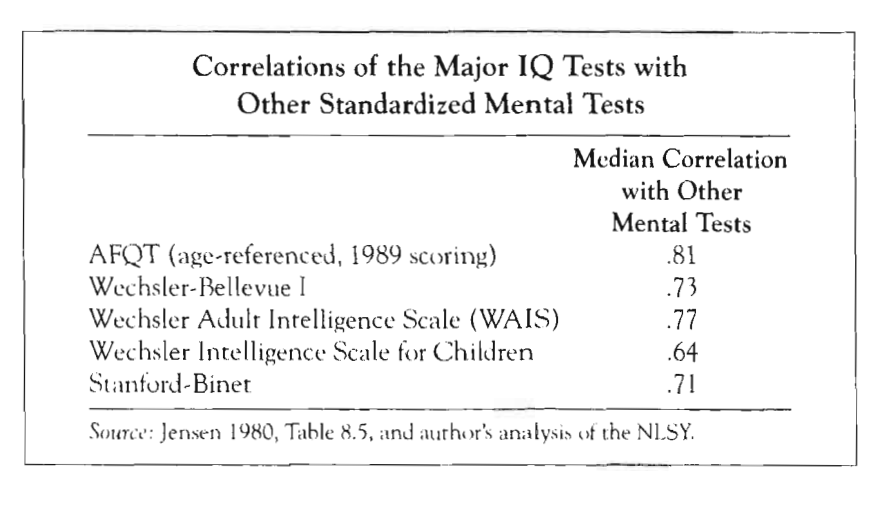 Correlations of the Major IQ Tests with
Other Standardized Mental Tests
Median Correlation
with Other
Mental Tests
AFQT (age-referenced, 1989 scoring) .81
Wechsler-Bellevue I .73
Wechsler Adult Intelligence Scale (WAIS) .77
Wechsler Intelligence Scale for Children .64
Stanford-Binet .71
Source: Jensen 1980, Table 8.5, and author's analysis of the NLSY.